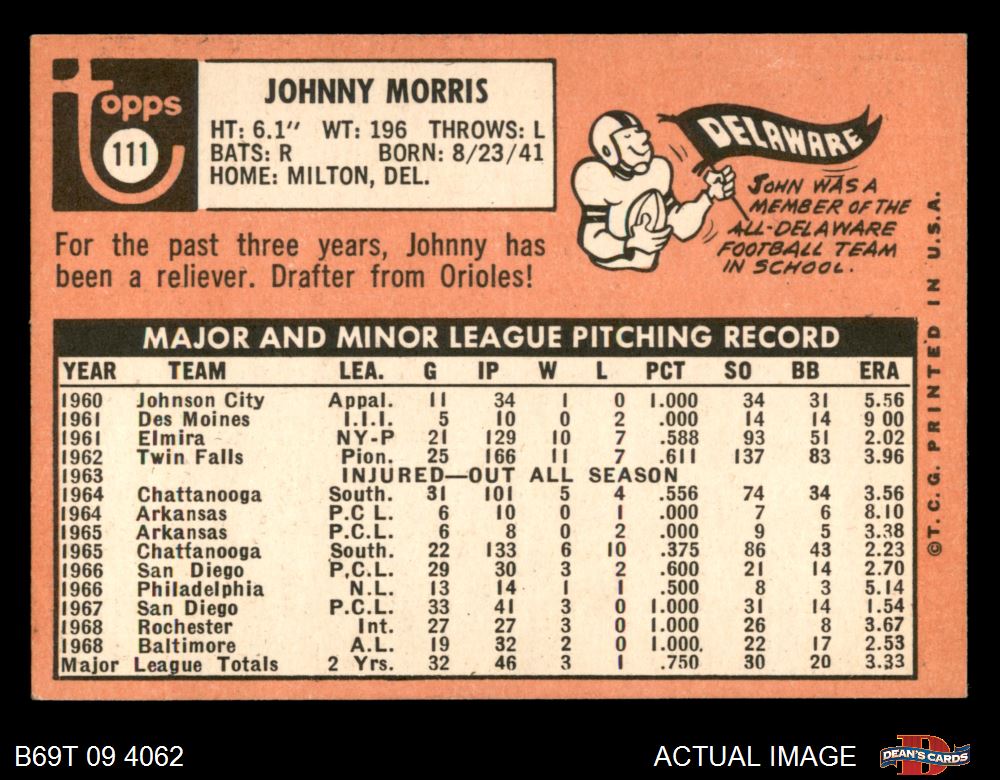 Topps
111
JOHNNY MORRIS
HT: 6.1" WT: 196 THROWS: L
BATS: R BORN: 8/23/41
HOME: MILTON, DEL.
DELAWARE
JOHN WAS A
MEMBER OF THE
ALL-DELAWARE
FOOTBALL TEAM
IN SCHOOL.
For the past three years, Johnny has
been a reliever. Drafter from Orioles!
MAJOR AND MINOR LEAGUE PITCHING RECORD
YEAR TEAM LEA. G IP W L PCT SO BB ERA
1960 Johnson City Appal. 11 34 1 0 1.000 34 31 5.56
1961 Des Moines I.I.I. 5 10 0 2 .000 14 14 9 00
1961 Elmira NY-P 21 129 10 7 .588 93 51 2.02
1962 Twin Falls Pion. 25 166 11 7 .611 137 83 3.96
1963 INJURED—OUT ALL SEASON
1964 Chattanooga South. 31 101 5 4 .556 74 34 3.56
1964 Arkansas P.C L. 6 10 0 1 .000 7 6 8.10
1965 Arkansas P.C.L. 6 8 0 2 .000 9 5 3.38
1965 Chattanooga South. 22 133 6 10 .375 86 43 2.23
1966 San Diego P.C.L. 29 30 3 2 .600 21 14 2.70
1966 Philadelphia N.L. 13 14 1 1 .500 8 3 5.14
1967 San Diego P.C.L. 33 41 3 0 1.000 31 14 1.54
1968 Rochester Int. 27 27 3 0 1.000 26 8 3.67
1968 Baltimore A.L. 19 32 2 0 1.000. 22 17 2.53
Major League Totals 2 Yrs. 32 46 3 1 .750 30 20 3.33
©T.C.G. PRINTED IN U.S.A.
B69T 09 4062
ACTUAL IMAGE
DEAN'S CARDS